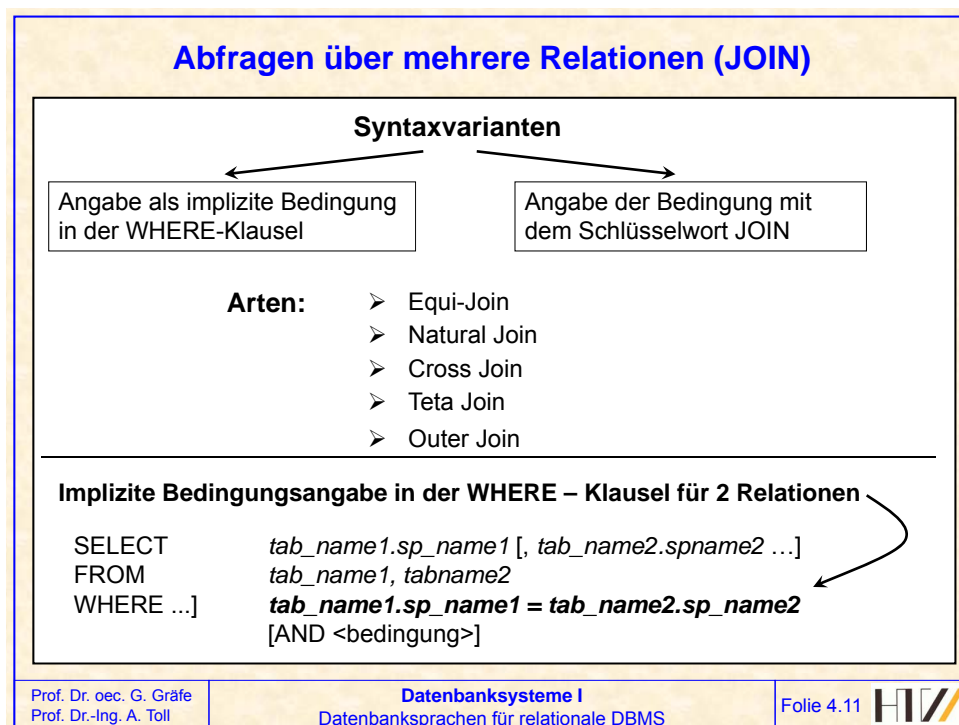 Abfragen über mehrere Relationen (JOIN)
Syntaxvarianten
Angabe als implizite Bedingung
in der WHERE-Klausel
Angabe der Bedingung mit
dem Schlüsselwort JOIN
Arten:
➢ Equi-Join
➢ Natural Join
➢ Cross Join
➢ Teta Join
➢ Outer Join
Implizite Bedingungsangabe in der WHERE – Klausel für 2 Relationen
SELECT tab_name1.sp_name1 [, tab_name2.spname2 …]
FROM tab_name1, tabname2
WHERE ...] tab_name1.sp_name1 = tab_name2.sp_name2
[AND <bedingung>]
Prof. Dr. oec. G. Gräfe
Prof. Dr.-Ing. A. Toll
Datenbanksysteme I
Datenbanksprachen für relationale DBMS
Folie 4.11
HTW